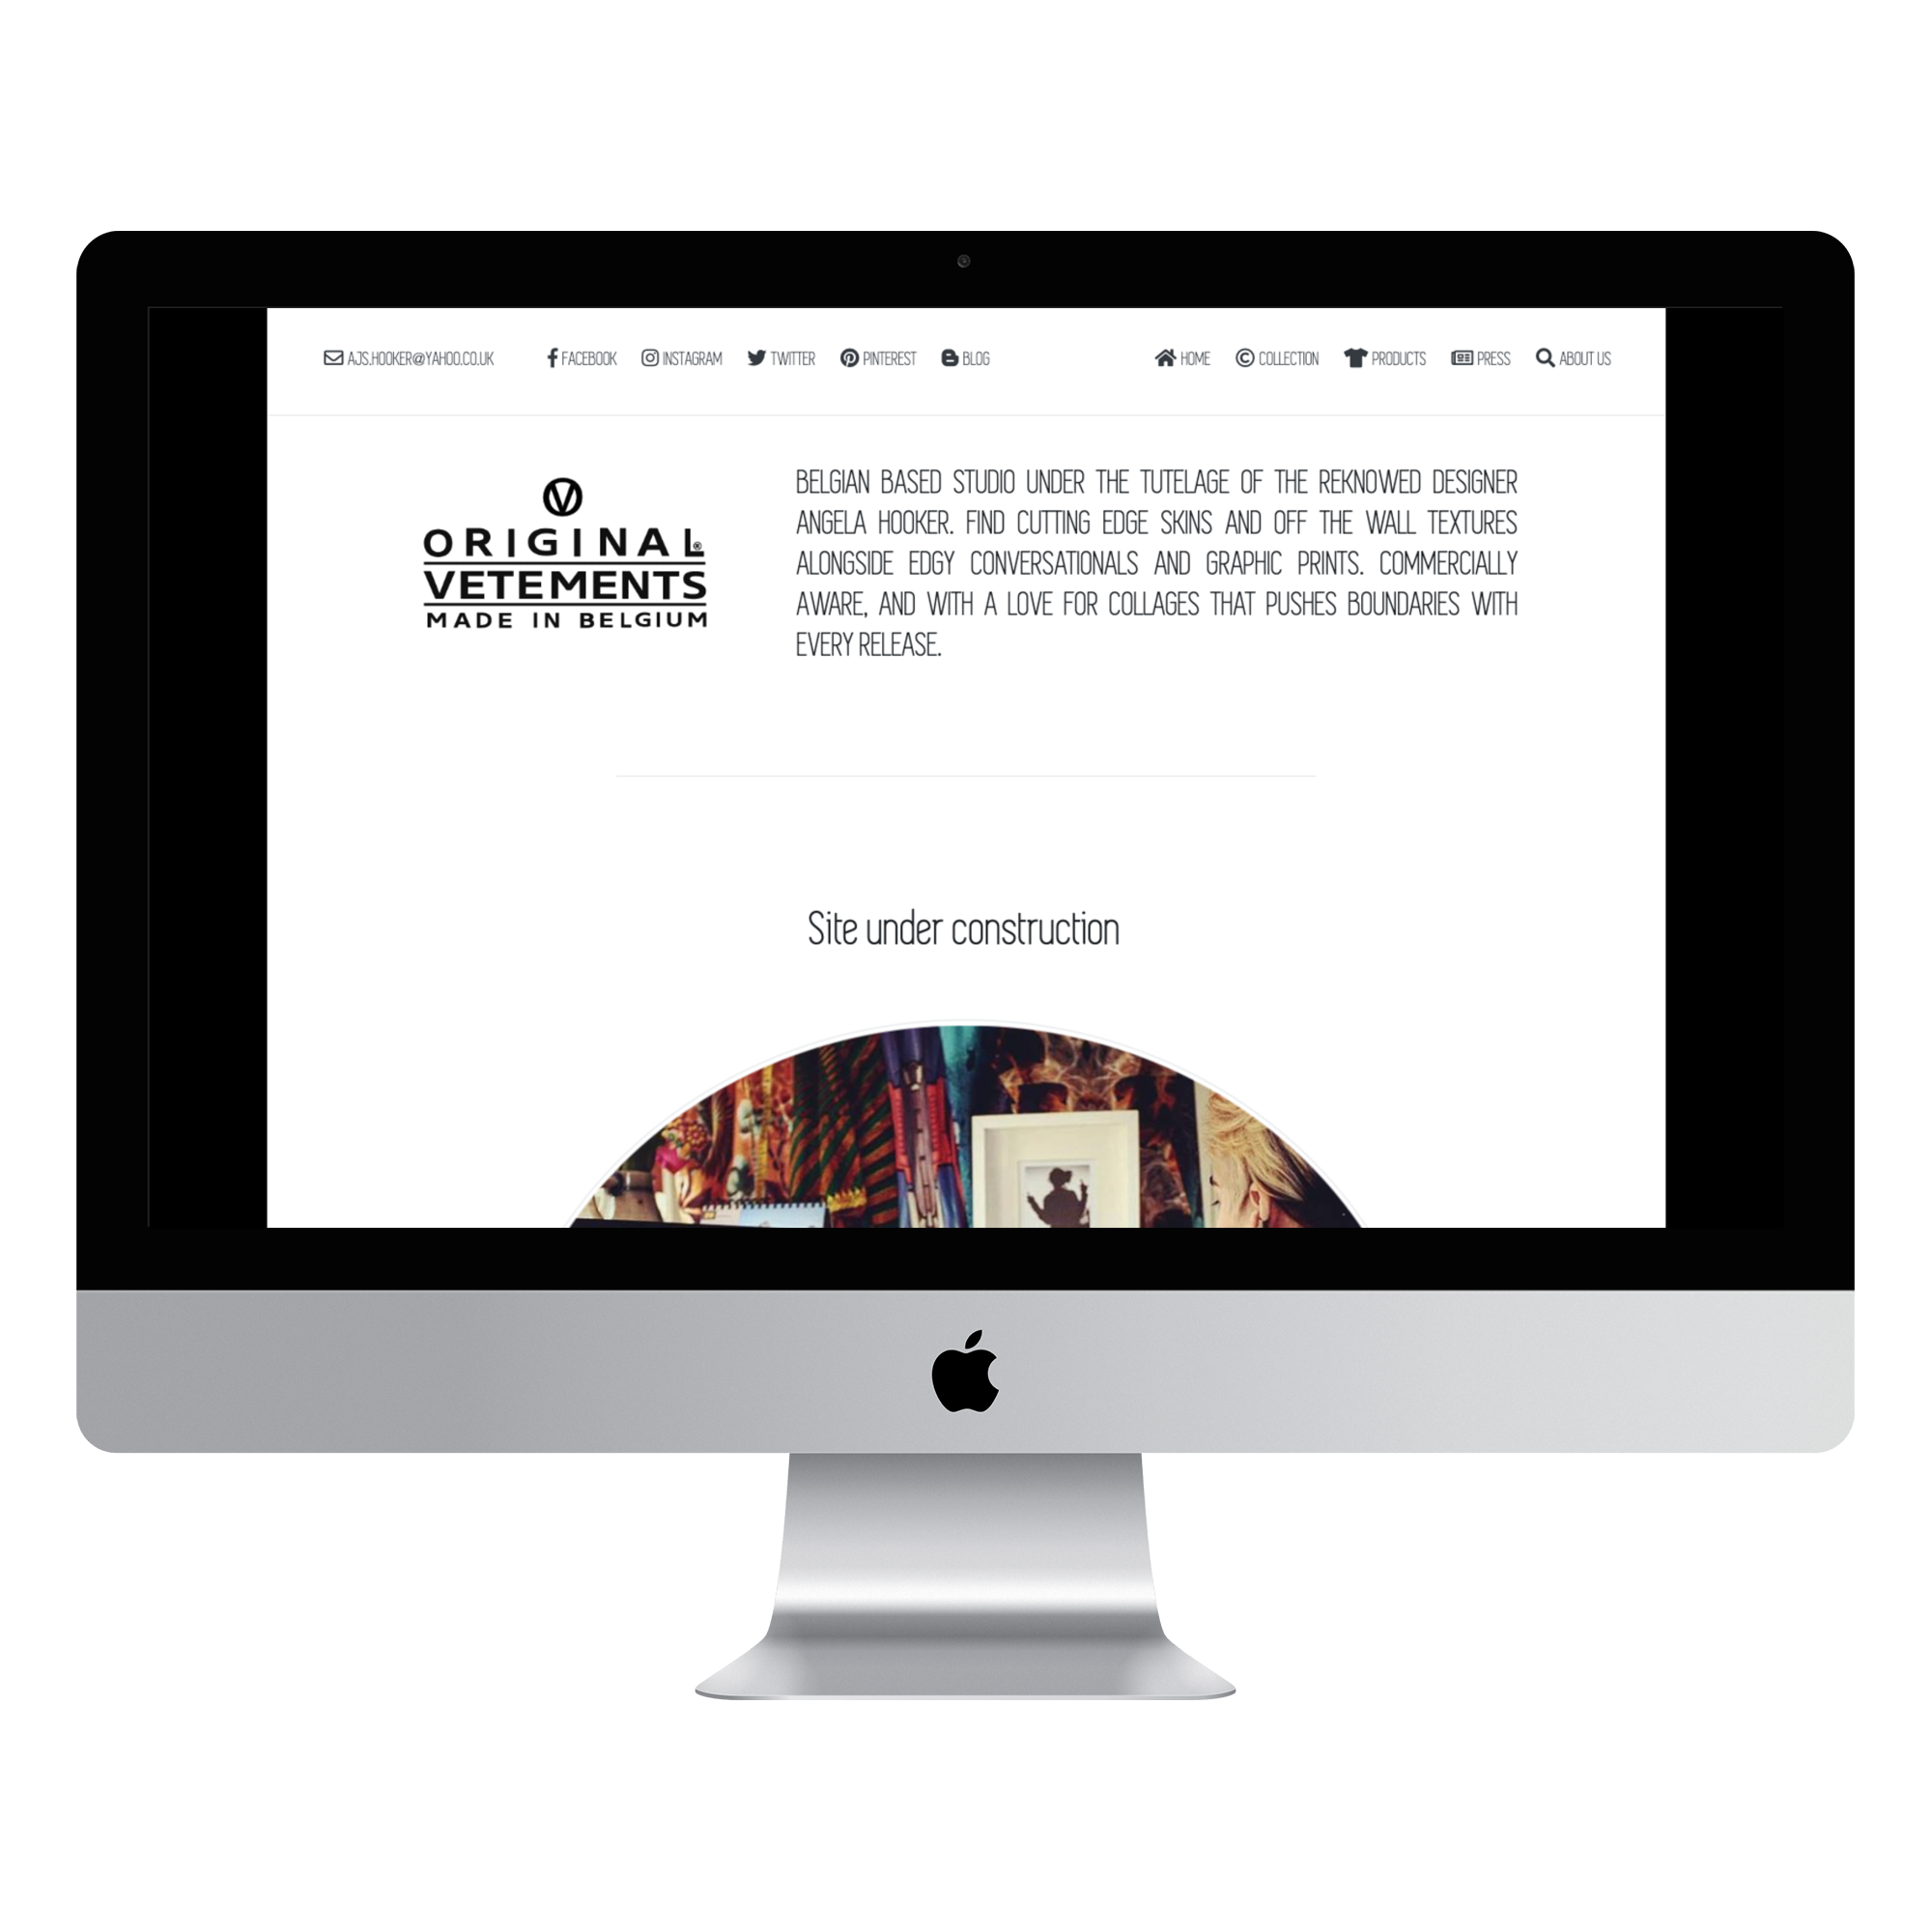 AJS.HOOKER@YAHOO.CO.UK FACEBOOK INSTAGRAM TWITTER PINTEREST BLOG HOME COLLECTION PRODUCTS PRESS ABOUT US
V
ORIGINAL®
VETEMENTS
MADE IN BELGIUM
BELGIAN BASED STUDIO UNDER THE TUTELAGE OF THE REKNOWED DESIGNER
ANGELA HOOKER. FIND CUTTING EDGE SKINS AND OFF THE WALL TEXTURES
ALONGSIDE EDGY CONVERSATIONALS AND GRAPHIC PRINTS. COMMERCIALLY
AWARE, AND WITH A LOVE FOR COLLAGES THAT PUSHES BOUNDARIES WITH
EVERY RELEASE.
Site under construction